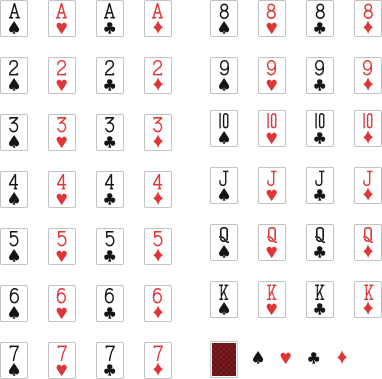 A A A A
2 2 2 2
3 3 3 3
4 4 4 4
5 5 5 5
6 6 6 6
7 7 7 7
8 8 8 8
9 9 9 9
10 10 10 10
J J J J
Q Q Q Q
K K K K